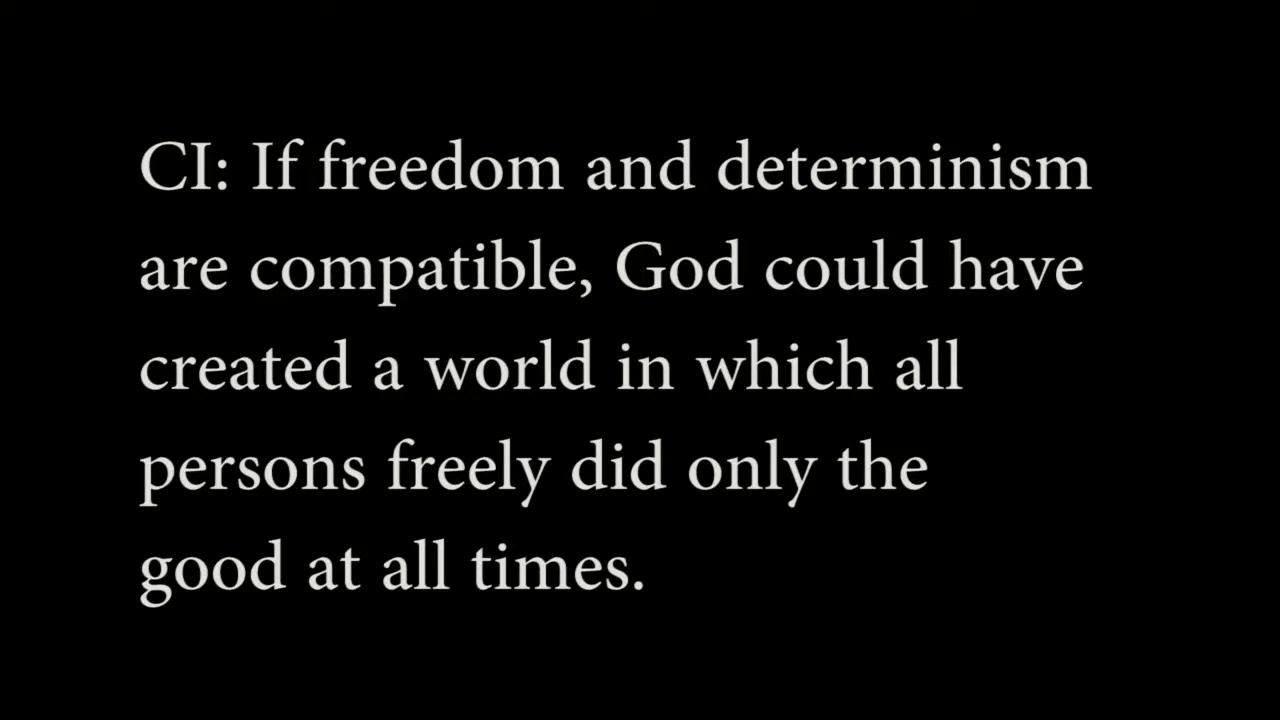 CI: If freedom and determinism
are compatible, God could have
created a world in which all
persons freely did only the
good at all times.